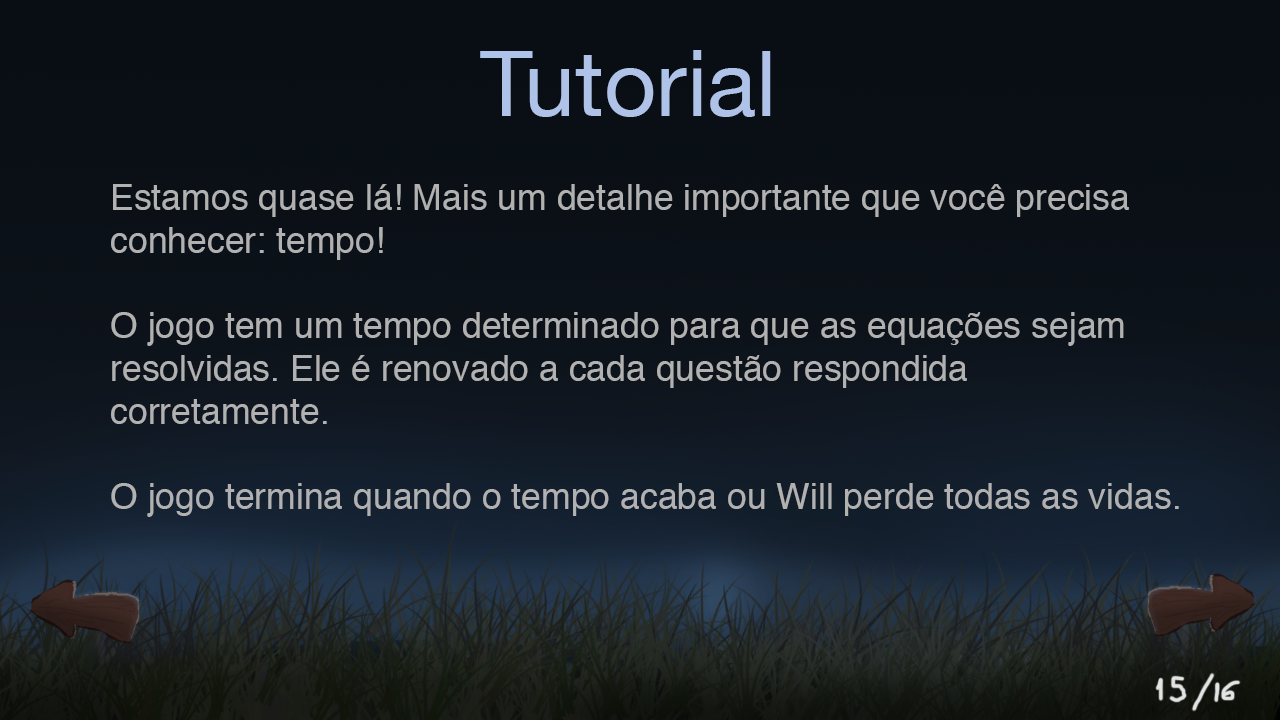 Tutorial
Estamos quase lá! Mais um detalhe importante que você precisa
conhecer: tempo!
O jogo tem um tempo determinado para que as equações sejam
resolvidas. Ele é renovado a cada questão respondida
corretamente.
O jogo termina quando o tempo acaba ou Will perde todas as vidas.
15/16